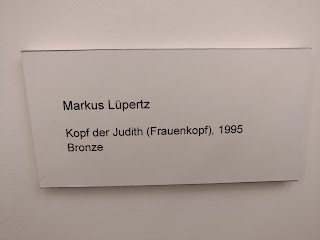 Markus Lüpertz
Kopf der Judith (Frauenkopf), 1995
Bronze